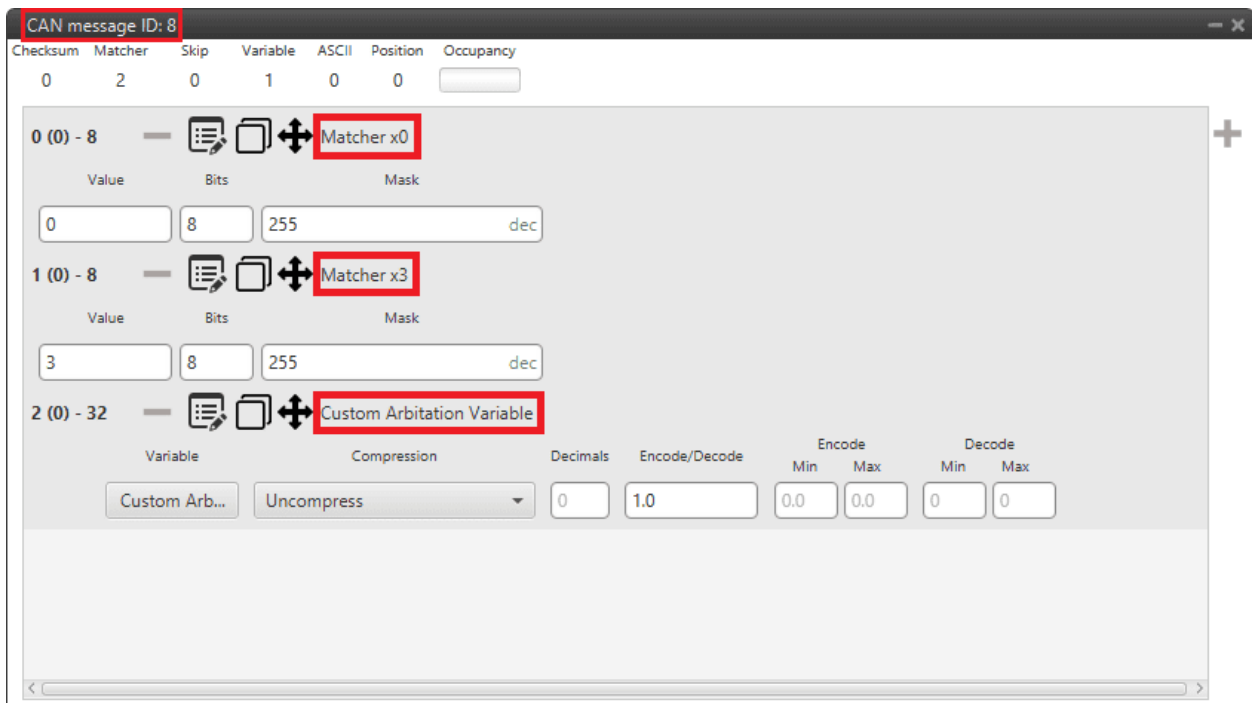 CAN message ID: 8
Checksum Matcher Skip Variable ASCII Position Occupancy
0 2 0 1 0 0
0 (0) - 8 Matcher x0
Value Bits Mask
0 8 255 dec
1 (0) - 8 Matcher x3
Value Bits Mask
3 8 255 dec
2 (0) - 32 Custom Arbitation Variable
Variable Compression Decimals Encode/Decode Encode Decode
Min Max Min Max
Custom Arb... Uncompress 0 1.0 0.0 0.0 0 0